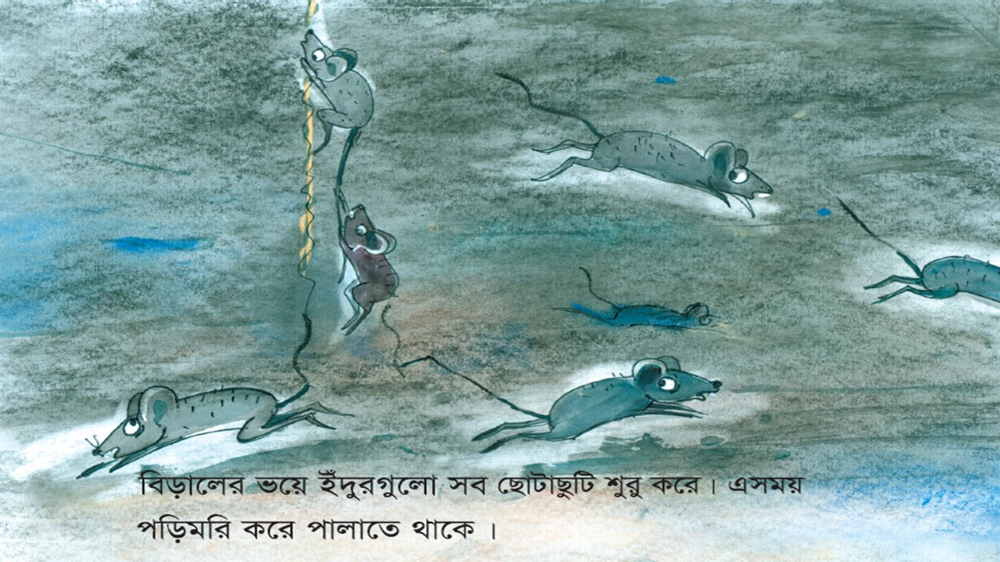 বিড়ালের ভয়ে ইঁদুরগুলো সব ছোটাছুটি শুরু করে। এসময়
পড়িমরি করে পালাতে থাকে।